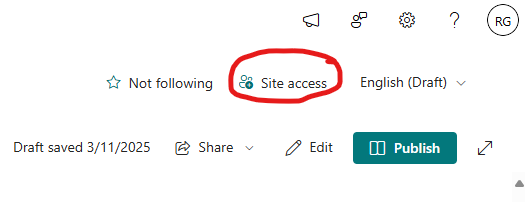 RG
Not following Site access English (Draft)
Draft saved 3/11/2025 Share Edit Publish